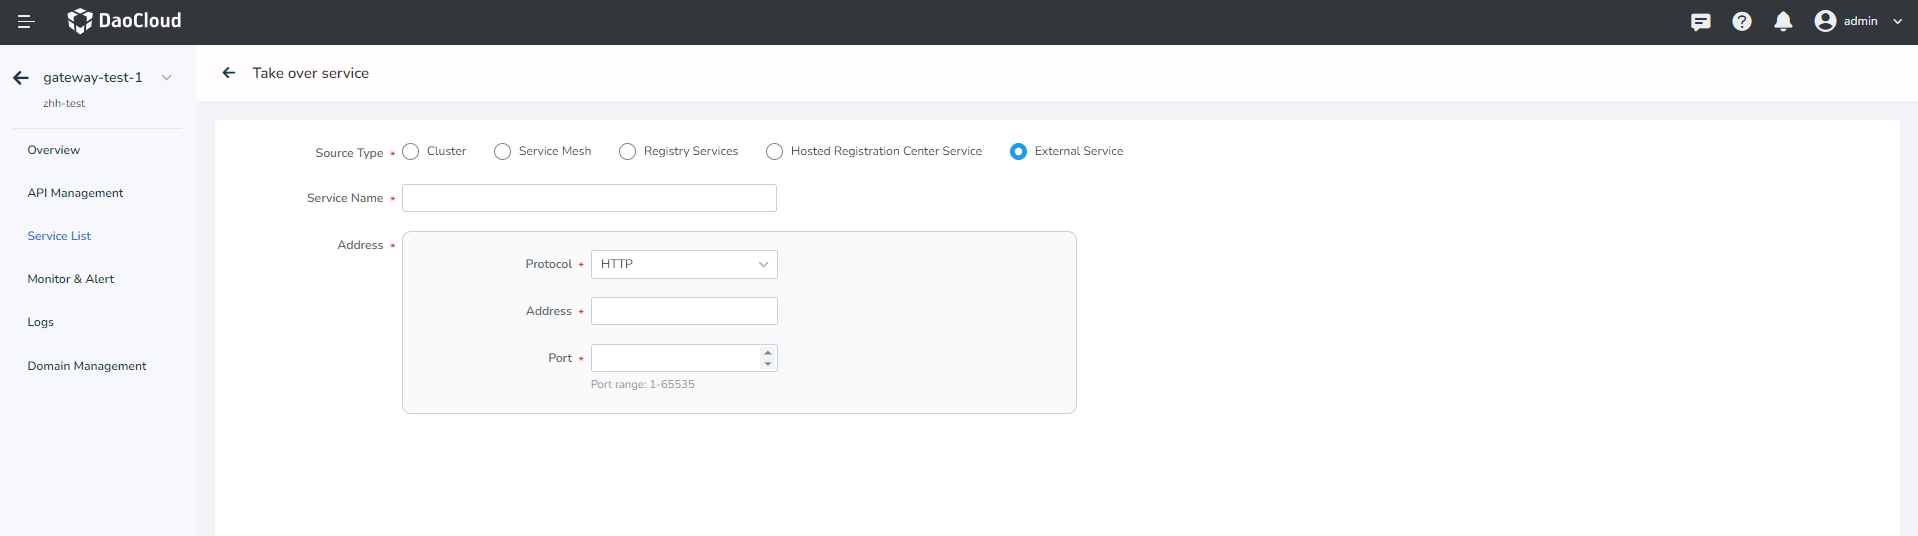 DaoCloud
admin
gateway-test-1
zhh-test
Overview
API Management
Service List
Monitor & Alert
Logs
Domain Management
Take over service
Source Type * Cluster Service Mesh Registry Services Hosted Registration Center Service External Service
Service Name *
Address *
Protocol * HTTP
Address *
Port *
Port range: 1-65535